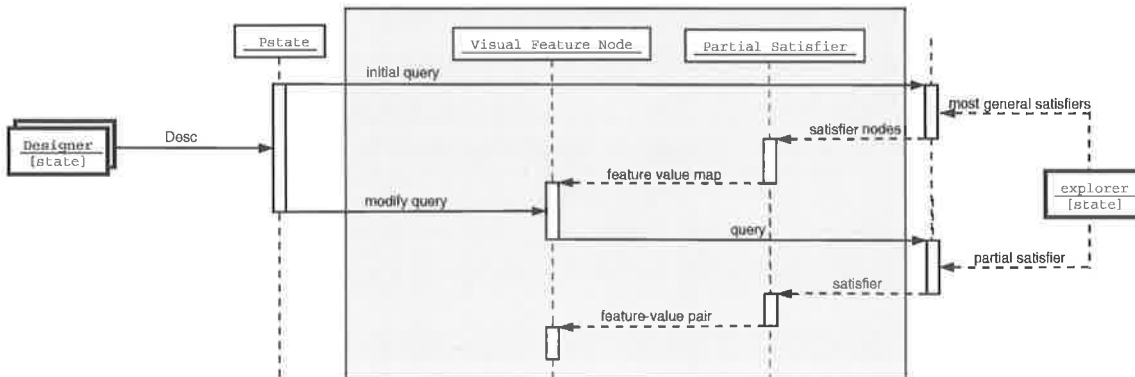 Pstate
Visual Feature Node
Partial Satisfier
initial query
most general satisfiers
Desc
satisfier nodes
Designer
[state]
feature value map
explorer
[state]
modify query
query
partial satisfier
satisfier
feature-value pair